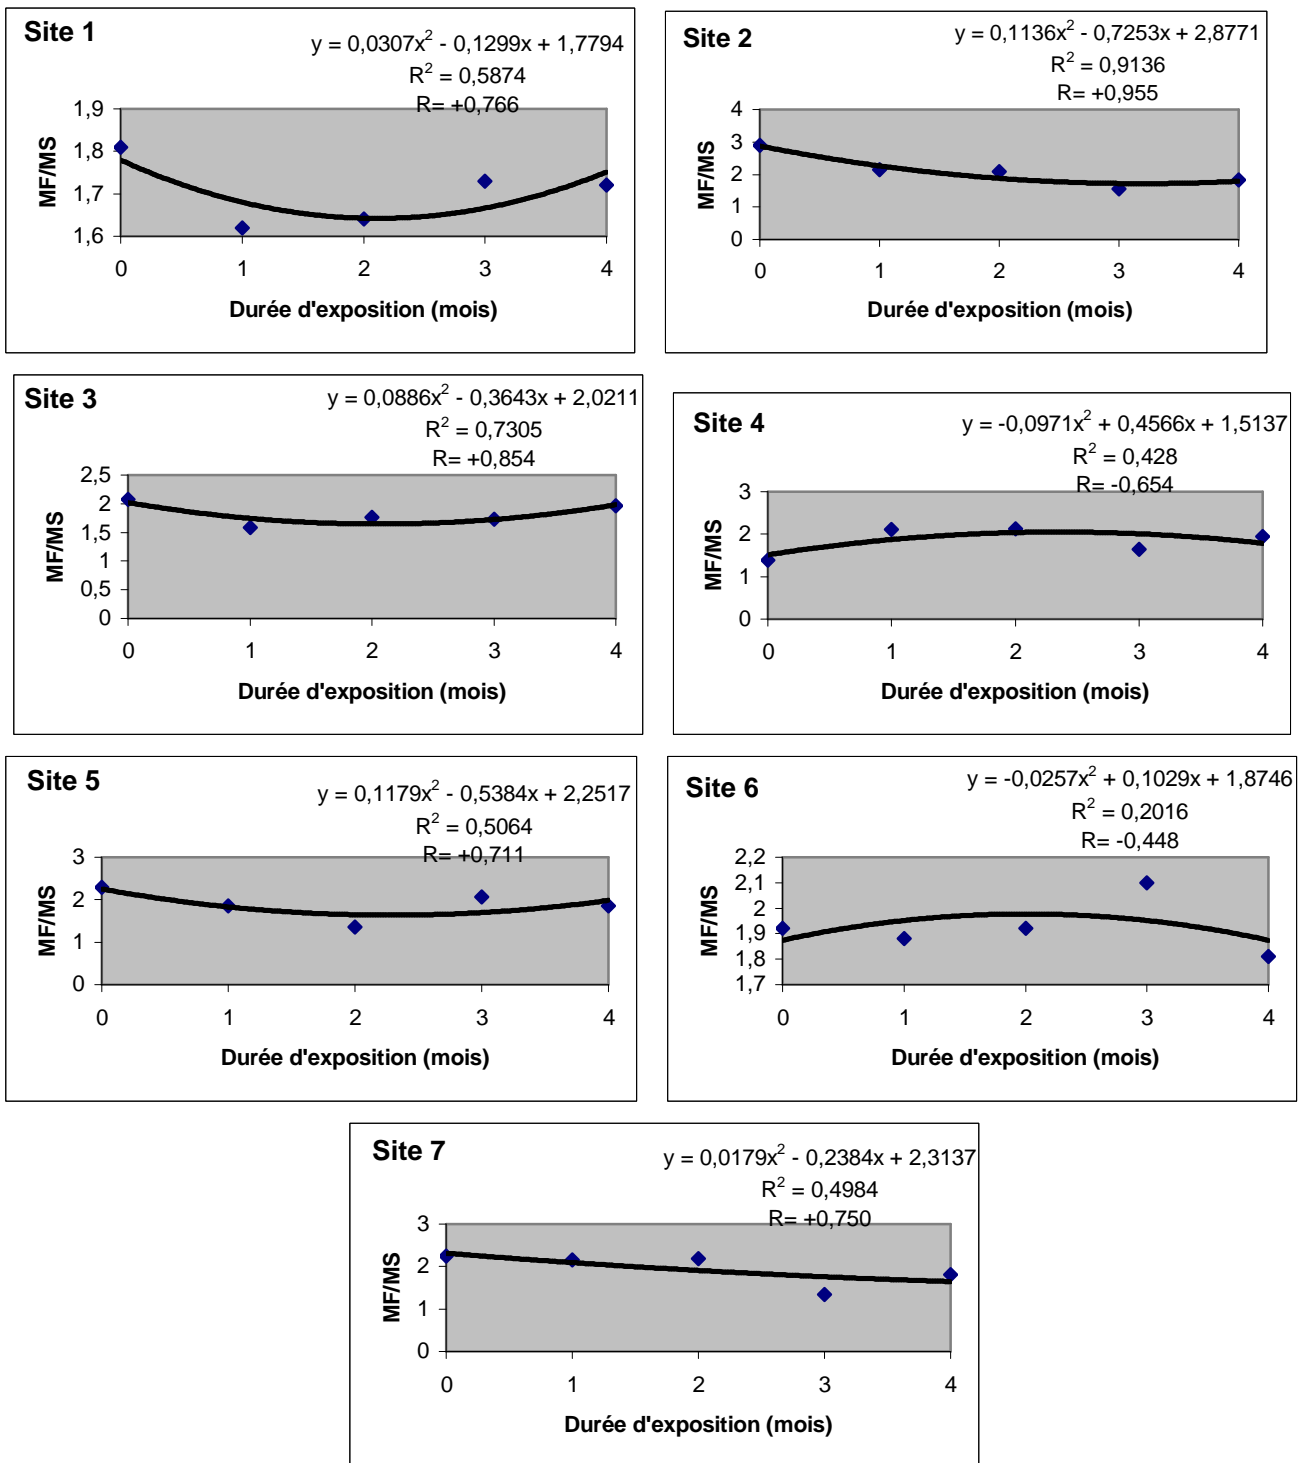 Site 1
y = 0,0307x² - 0,1299x + 1,7794
R² = 0,5874
R= +0,766
1,9
1,8
1,7
1,6
MF/MS
0 1 2 3 4
Durée d'exposition (mois)
Site 2
y = 0,1136x² - 0,7253x + 2,8771
R² = 0,9136
R= +0,955
4
3
2
1
0
MF/MS
0 1 2 3 4
Durée d'exposition (mois)
Site 3
y = 0,0886x² - 0,3643x + 2,0211
R² = 0,7305
R= +0,854
2,5
2
1,5
1
0,5
0
MF/MS
0 1 2 3 4
Durée d'exposition (mois)
Site 4
y = -0,0971x² + 0,4566x + 1,5137
R² = 0,428
R= -0,654
3
2
1
0
MF/MS
0 1 2 3 4
Durée d'exposition (mois)
Site 5
y = 0,1179x² - 0,5384x + 2,2517
R² = 0,5064
R= +0,711
3
2
1
0
MF/MS
0 1 2 3 4
Durée d'exposition (mois)
Site 6
y = -0,0257x² + 0,1029x + 1,8746
R² = 0,2016
R= -0,448
2,2
2,1
2
1,9
1,8
1,7
MF/MS
0 1 2 3 4
Durée d'exposition (mois)
Site 7
y = 0,0179x² - 0,2384x + 2,3137
R² = 0,4984
R= +0,750
3
2
1
0
MF/MS
0 1 2 3 4
Durée d'exposition (mois)